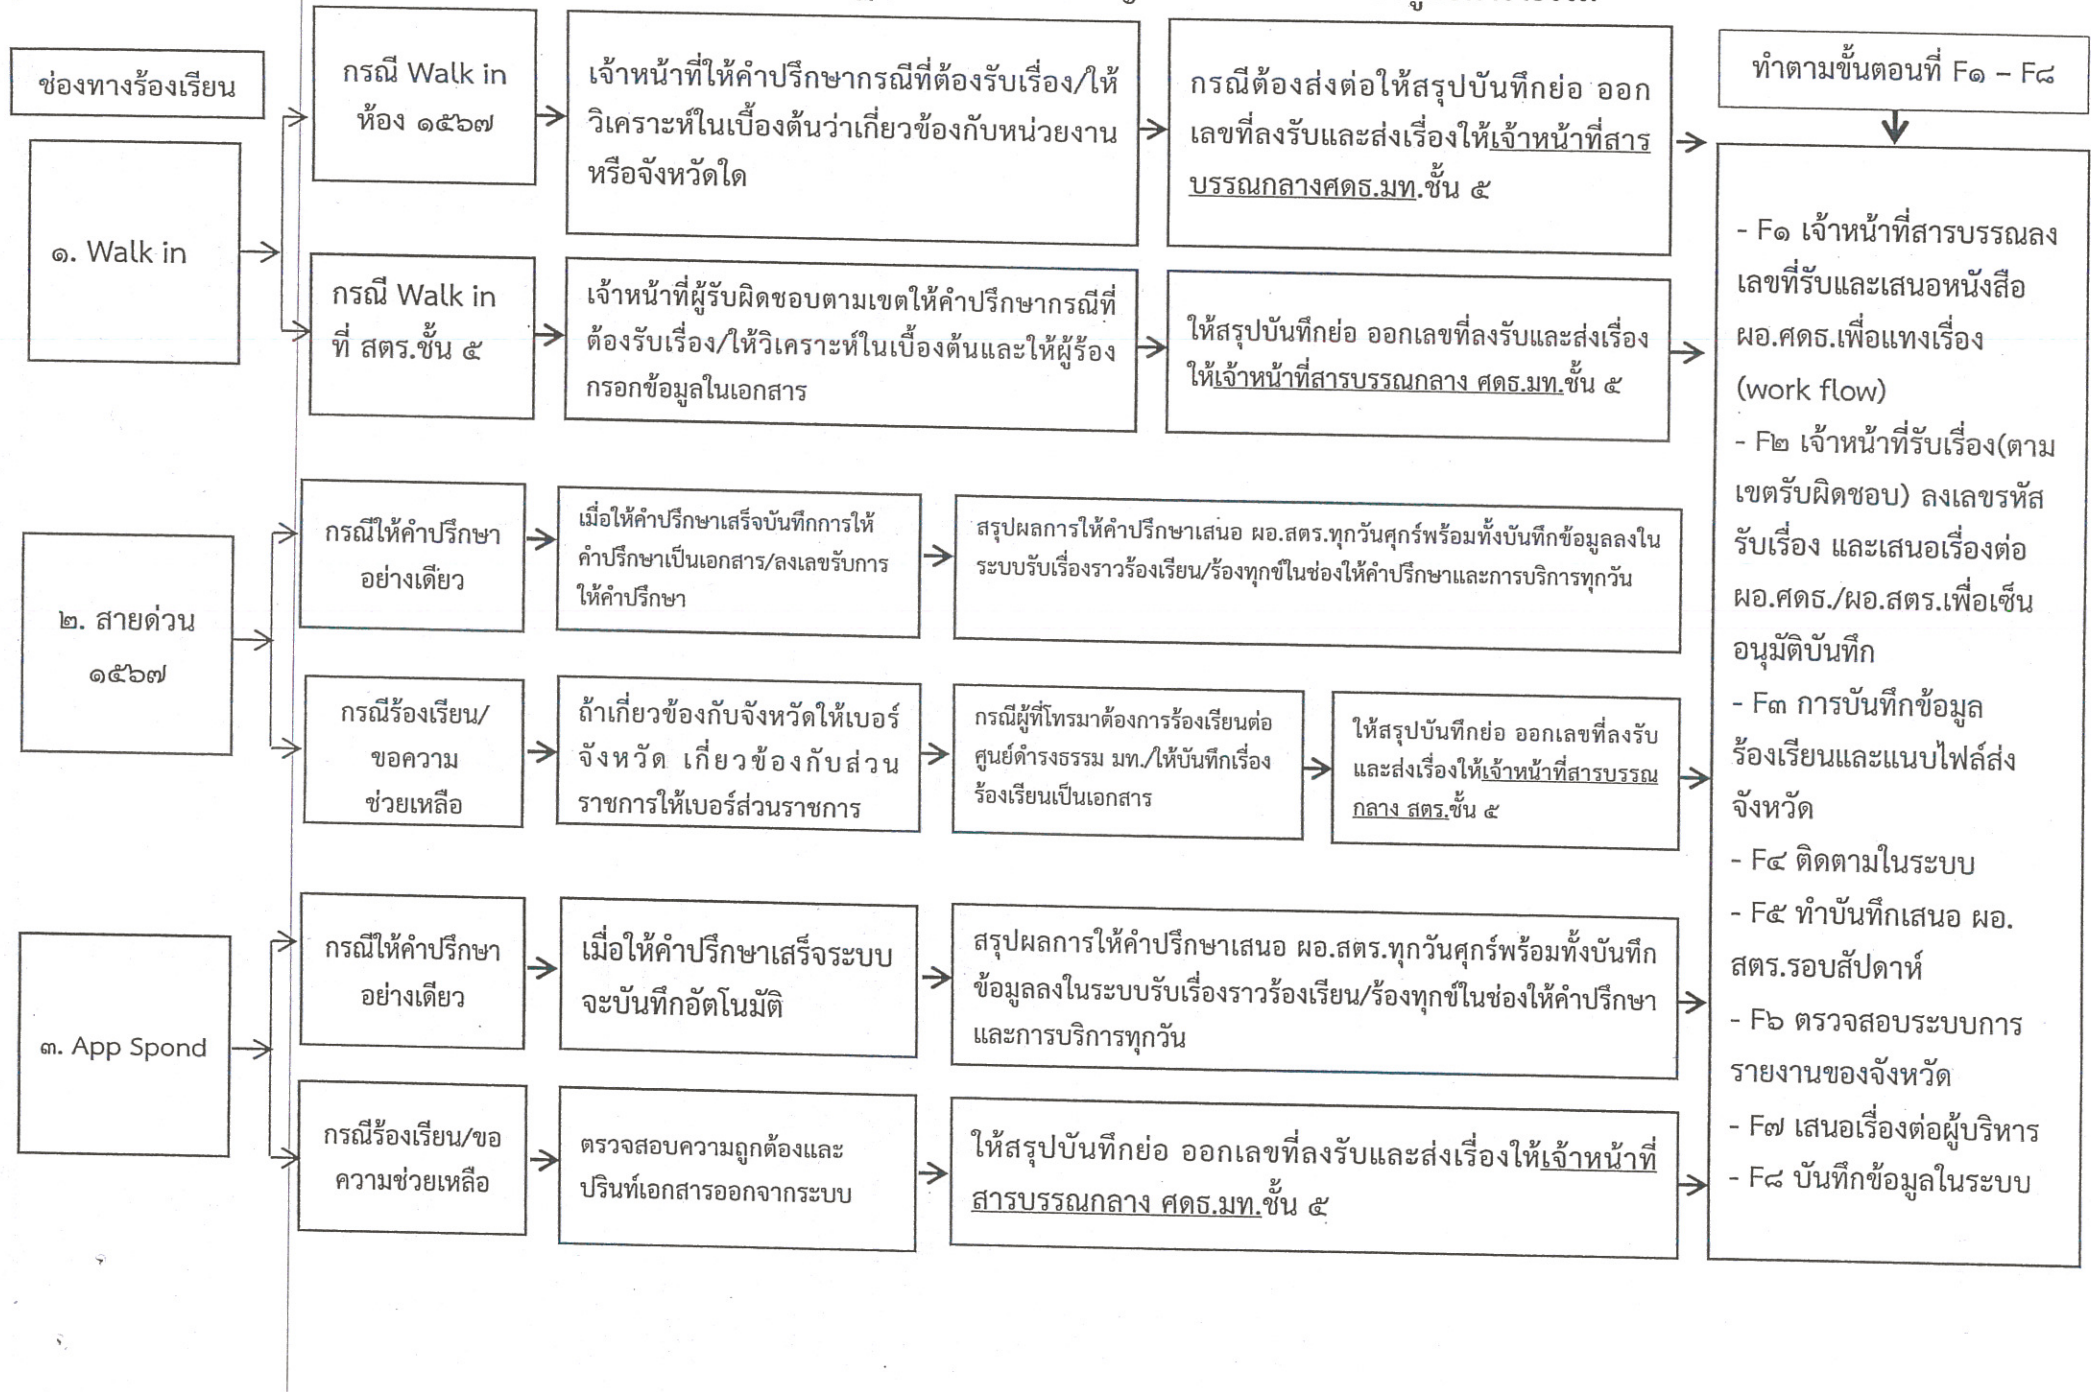 ช่องทางร้องเรียน
๑. Walk in
กรณี Walk in
ห้อง ๑๕๖๗
เจ้าหน้าที่ให้คำปรึกษากรณีที่ต้องรับเรื่อง/ให้
วิเคราะห์ในเบื้องต้นว่าเกี่ยวข้องกับหน่วยงาน
หรือจังหวัดใด
กรณีต้องส่งต่อให้สรุปบันทึกย่อ ออก
เลขที่ลงรับและส่งเรื่องให้เจ้าหน้าที่สาร
บรรณกลางศดธ.มท.ชั้น ๕
กรณี Walk in
ที่ สตร.ชั้น ๕
เจ้าหน้าที่ผู้รับผิดชอบตามเขตให้คำปรึกษากรณีที่
ต้องรับเรื่อง/ให้วิเคราะห์ในเบื้องต้นและให้ผู้ร้อง
กรอกข้อมูลในเอกสาร
ให้สรุปบันทึกย่อ ออกเลขที่ลงรับและส่งเรื่อง
ให้เจ้าหน้าที่สารบรรณกลาง ศดธ.มท.ชั้น ๕
๒. สายด่วน
๑๕๖๗
กรณีให้คำปรึกษา
อย่างเดียว
เมื่อให้คำปรึกษาเสร็จบันทึกการให้
คำปรึกษาเป็นเอกสาร/ลงเลขรับการ
ให้คำปรึกษา
สรุปผลการให้คำปรึกษาเสนอ ผอ.สตร.ทุกวันศุกร์พร้อมทั้งบันทึกข้อมูลลงใน
ระบบรับเรื่องราวร้องเรียน/ร้องทุกข์ในช่องให้คำปรึกษาและการบริการทุกวัน
กรณีร้องเรียน/
ขอความ
ช่วยเหลือ
ถ้าเกี่ยวข้องกับจังหวัดให้เบอร์
จังหวัด เกี่ยวข้องกับส่วน
ราชการให้เบอร์ส่วนราชการ
กรณีผู้ที่โทรมาต้องการร้องเรียนต่อ
ศูนย์ดำรงธรรม มท./ให้บันทึกเรื่อง
ร้องเรียนเป็นเอกสาร
ให้สรุปบันทึกย่อ ออกเลขที่ลงรับ
และส่งเรื่องให้เจ้าหน้าที่สารบรรณ
กลาง สตร.ชั้น ๕
๓. App Spond
กรณีให้คำปรึกษา
อย่างเดียว
เมื่อให้คำปรึกษาเสร็จระบบ
จะบันทึกอัตโนมัติ
สรุปผลการให้คำปรึกษาเสนอ ผอ.สตร.ทุกวันศุกร์พร้อมทั้งบันทึก
ข้อมูลลงในระบบรับเรื่องราวร้องเรียน/ร้องทุกข์ในช่องให้คำปรึกษา
และการบริการทุกวัน
กรณีร้องเรียน/ขอ
ความช่วยเหลือ
ตรวจสอบความถูกต้องและ
ปรินท์เอกสารออกจากระบบ
ให้สรุปบันทึกย่อ ออกเลขที่ลงรับและส่งเรื่องให้เจ้าหน้าที่
สารบรรณกลาง ศดธ.มท.ชั้น ๕
ทำตามขั้นตอนที่ F๑ – F๘
- F๑ เจ้าหน้าที่สารบรรณลง
เลขที่รับและเสนอหนังสือ
ผอ.ศดธ.เพื่อแทงเรื่อง
(work flow)
- F๒ เจ้าหน้าที่รับเรื่อง(ตาม
เขตรับผิดชอบ) ลงเลขรหัส
รับเรื่อง และเสนอเรื่องต่อ
ผอ.ศดธ./ผอ.สตร.เพื่อเซ็น
อนุมัติบันทึก
- F๓ การบันทึกข้อมูล
ร้องเรียนและแนบไฟล์ส่ง
จังหวัด
- F๔ ติดตามในระบบ
- F๕ ทำบันทึกเสนอ ผอ.
สตร.รอบสัปดาห์
- F๖ ตรวจสอบระบบการ
รายงานของจังหวัด
- F๗ เสนอเรื่องต่อผู้บริหาร
- F๘ บันทึกข้อมูลในระบบ